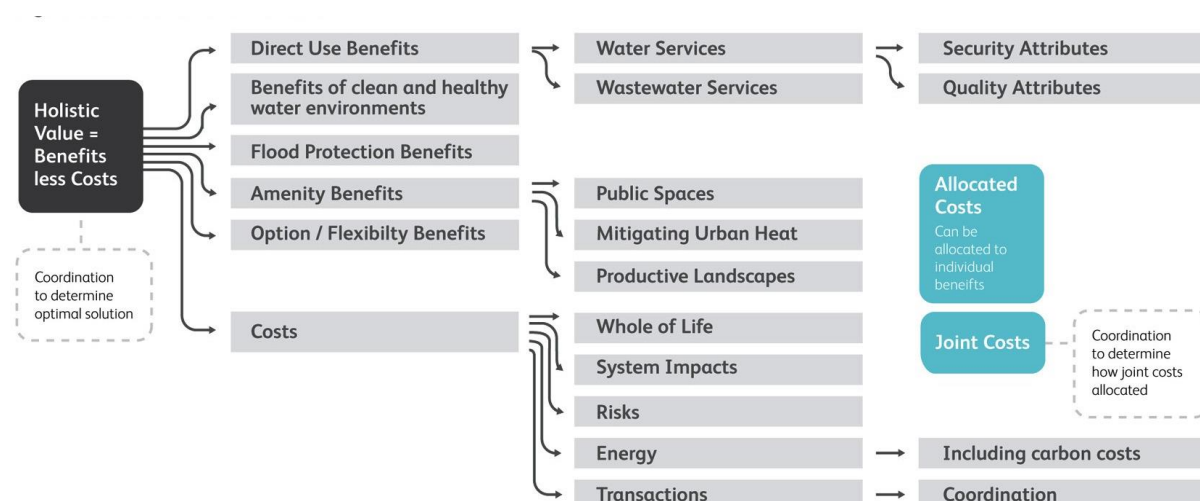 Holistic
Value =
Benefits
less Costs
Coordination
to determine
optimal solution
Direct Use Benefits
Benefits of clean and healthy
water environments
Flood Protection Benefits
Amenity Benefits
Option / Flexibilty Benefits
Costs
Water Services
Wastewater Services
Public Spaces
Mitigating Urban Heat
Productive Landscapes
Whole of Life
System Impacts
Risks
Energy
Transactions
Security Attributes
Quality Attributes
Allocated
Costs
Can be
allocated to
individual
beneifts
Joint Costs
Coordination
to determine
how joint costs
allocated
Including carbon costs
Coordination